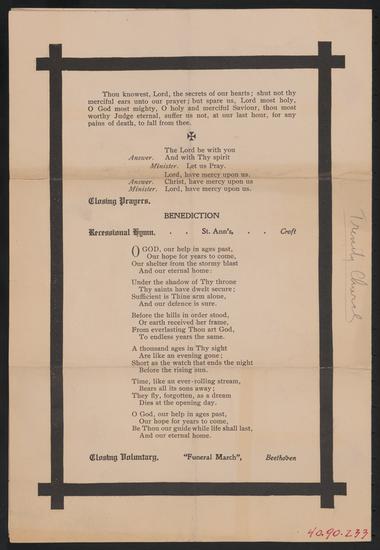 Thou knowest, Lord, the secrets of our hearts; shut not thy
merciful ears unto our prayer; but spare us, Lord most holy,
O God most mighty, O holy and merciful Saviour, thou most
worthy Judge eternal, suffer us not, at our last hour, for any
pains of death, to fall from thee.
The Lord be with you
Answer. And with Thy spirit
Minister. Let us Pray.
Lord, have mercy upon us.
Answer. Christ, have mercy upon us
Minister. Lord, have mercy upon us.
Closing Prayers.
BENEDICTION
Recessional Hymn. . . St. Ann's, . . Croft
O GOD, our help in ages past,
Our hope for years to come,
Our shelter from the stormy blast
And our eternal home:
Under the shadow of Thy throne
Thy saints have dwelt secure;
Sufficient is Thine arm alone,
And our defence is sure.
Before the hills in order stood,
Or earth received her frame,
From everlasting Thou art God,
To endless years the same.
A thousand ages in Thy sight
Are like an evening gone;
Short as the watch that ends the night
Before the rising sun.
Time, like an ever-rolling stream,
Bears all its sons away;
They fly, forgotten, as a dream
Dies at the opening day.
O God, our help in ages past,
Our hope for years to come,
Be Thou our guide while life shall last,
And our eternal home.
Closing Voluntary, "Funeral March", Beethoven
Trinity Church
40.90.233